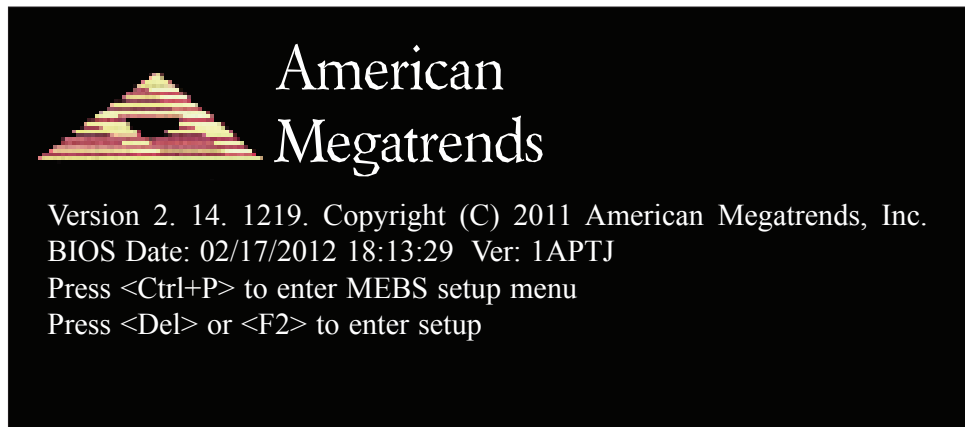 American
Megatrends
Version 2. 14. 1219. Copyright (C) 2011 American Megatrends, Inc.
BIOS Date: 02/17/2012 18:13:29 Ver: 1APTJ
Press <Ctrl+P> to enter MEBS setup menu
Press <Del> or <F2> to enter setup